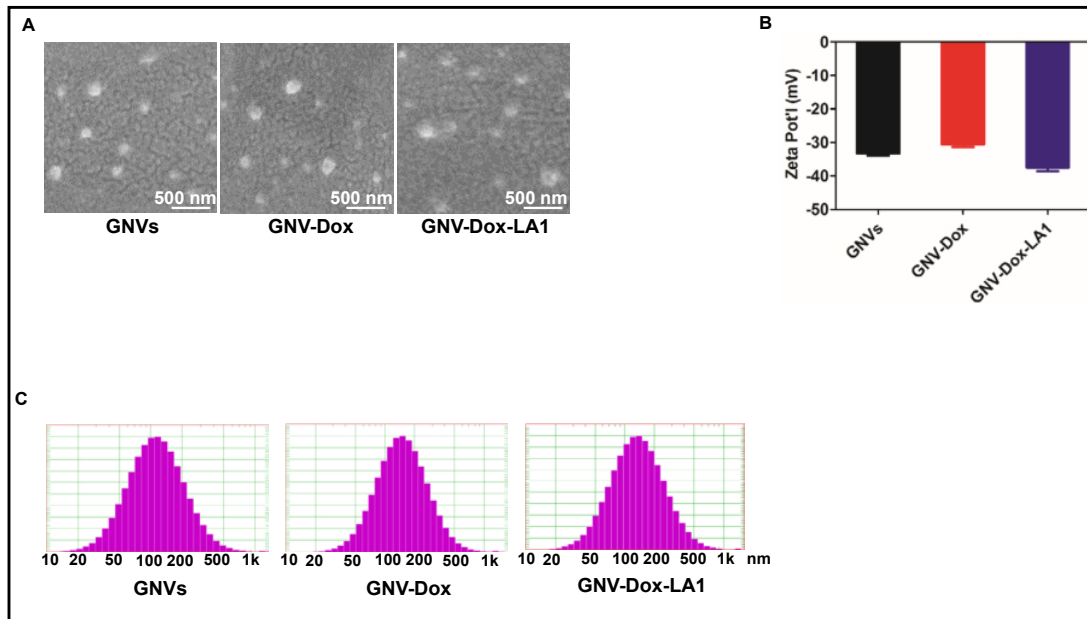 A
500 nm 500 nm 500 nm
GNVs GNV-Dox GNV-Dox-LA1
B
Zeta Pot'l (mV)
0
-10
-20
-30
-40
-50
GNVs GNV-Dox GNV-Dox-LA1
C
10 20 50 100 200 500 1k 10 20 50 100 200 500 1k 10 20 50 100 200 500 1k nm
GNVs GNV-Dox GNV-Dox-LA1